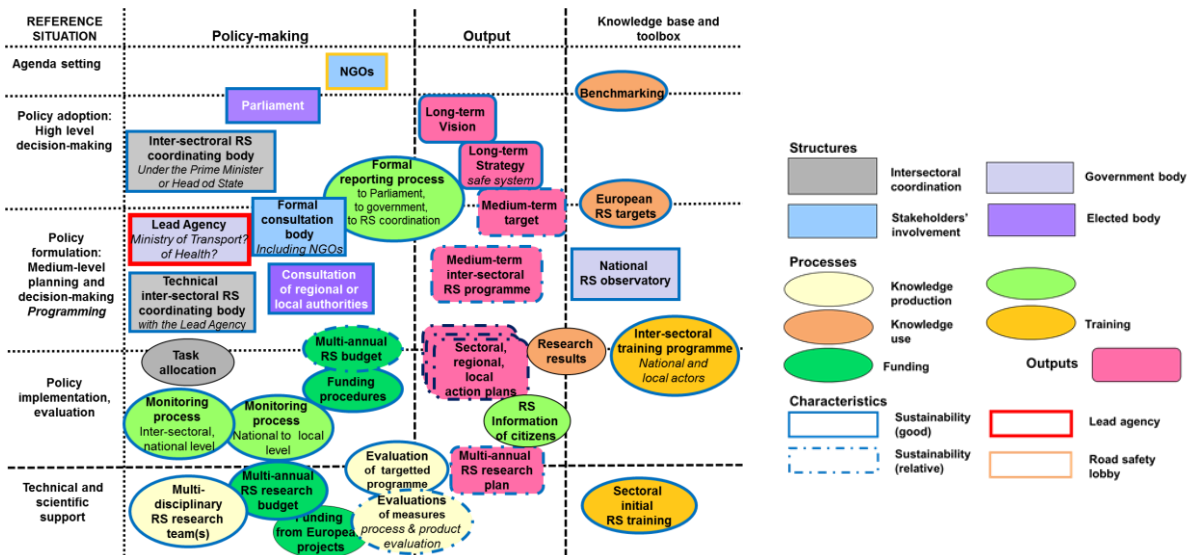 REFERENCE
SITUATION
Policy-making
Output
Knowledge base and
toolbox
Agenda setting
NGOs
Benchmarking
Policy adoption:
High level
decision-making
Parliament
Long-term
Vision
Inter-sectroral RS
coordinating body
Under the Prime Minister
or Head od State
Formal
reporting process
to Parliament,
to government,
to RS coordination
Long-term
Strategy
safe system
Medium-term
target
European
RS targets
Policy
formulation:
Medium-level
planning and
decision-making
Programming
Lead Agency
Ministry of Transport?
of Health?
Formal
consultation
body
Including NGOs
Technical
inter-sectoral RS
coordinating body
with the Lead Agency
Consultation
of regional or
local authorities
Medium-term
inter-sectoral
RS programme
National
RS observatory
Policy
implementation,
evaluation
Task
allocation
Multi-annual
RS budget
Funding
procedures
Sectoral,
regional,
local
action plans
Research
results
Inter-sectoral
training programme
National and
local actors
Monitoring
process
Inter-sectoral,
national level
Monitoring
process
National to local
level
RS
Information
of citizens
Technical and
scientific
support
Multi-
disciplinary
RS research
team(s)
Multi-annual
RS research
budget
Funding
from European
projects
Evaluation
of targetted
programme
Evaluations
of measures
process & product
evaluation
Multi-annual
RS research
plan
Sectoral
initial
RS training
Structures
Intersectoral
coordination
Government body
Stakeholders'
involvement
Elected body
Processes
Knowledge
production
Knowledge
use
Training
Funding
Outputs
Characteristics
Sustainability
(good)
Lead agency
Sustainability
(relative)
Road safety
lobby